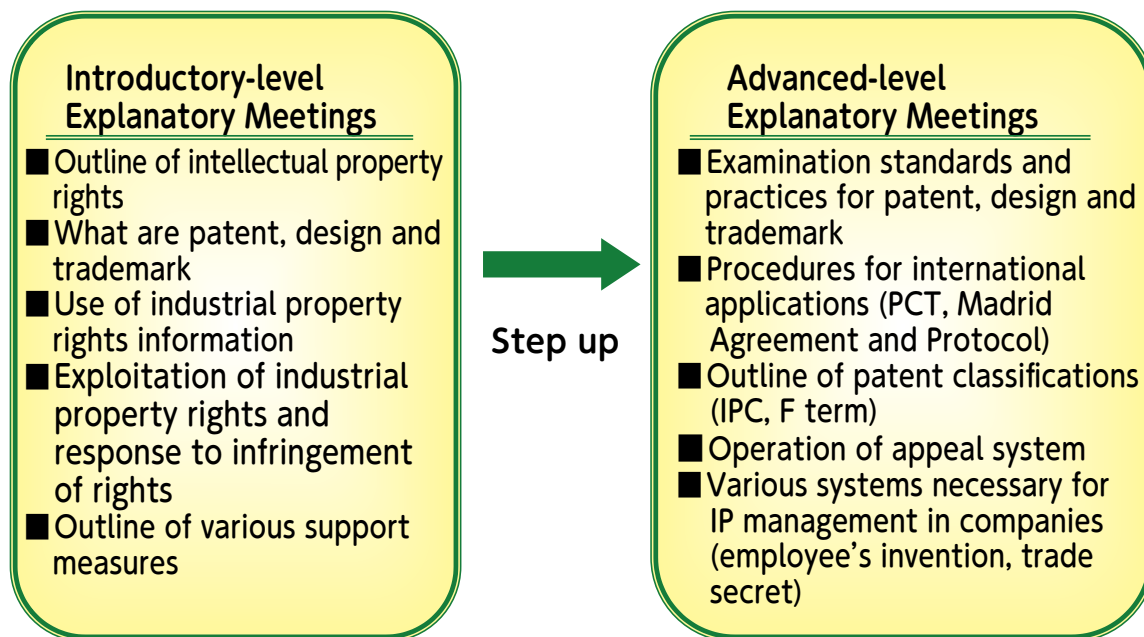 Introductory-level
Explanatory Meetings
■Outline of intellectual property
rights
■What are patent, design and
trademark
■Use of industrial property
rights information
■Exploitation of industrial
property rights and
response to infringement
of rights
■Outline of various support
measures
Step up
Advanced-level
Explanatory Meetings
■Examination standards and
practices for patent, design and
trademark
■Procedures for international
applications (PCT, Madrid
Agreement and Protocol)
■Outline of patent classifications
(IPC, F term)
■Operation of appeal system
■Various systems necessary for
IP management in companies
(employee's invention, trade
secret)